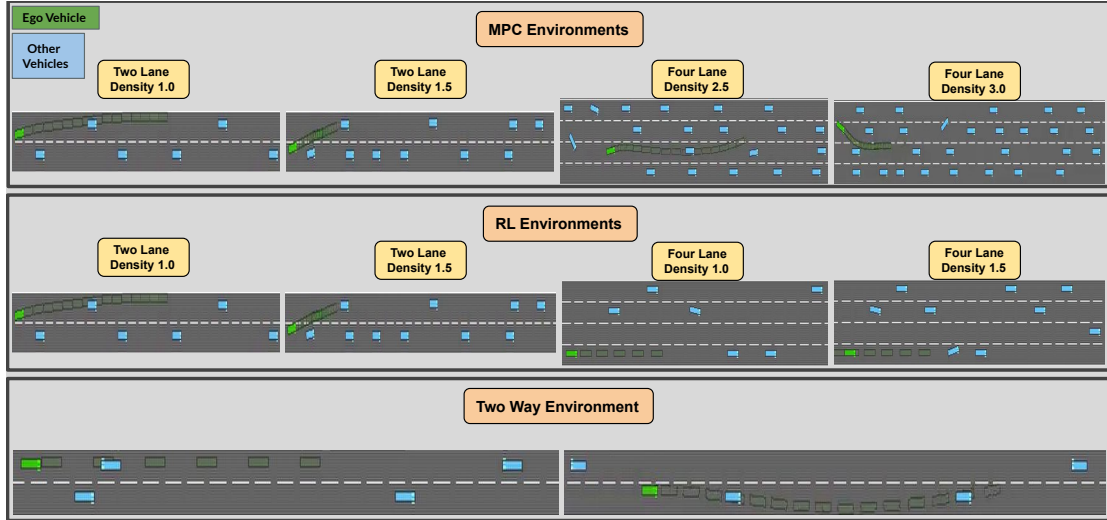 Ego Vehicle
Other
Vehicles
MPC Environments
Two Lane
Density 1.0
Two Lane
Density 1.5
Four Lane
Density 2.5
Four Lane
Density 3.0
RL Environments
Two Lane
Density 1.0
Two Lane
Density 1.5
Four Lane
Density 1.0
Four Lane
Density 1.5
Two Way Environment